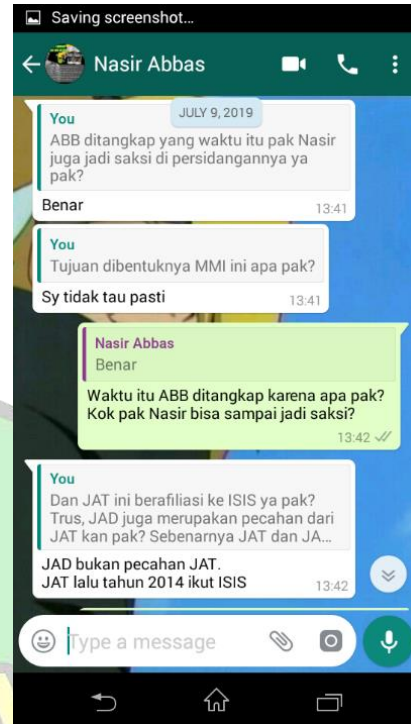 Saving screenshot...
Nasir Abbas
JULY 9, 2019
You
ABB ditangkap yang waktu itu pak Nasir
juga jadi saksi di persidangannya ya
pak?
Benar
13:41
You
Tujuan dibentuknya MMI ini apa pak?
Sy tidak tau pasti
13:41
Nasir Abbas
Benar
Waktu itu ABB ditangkap karena apa pak?
Kok pak Nasir bisa sampai jadi saksi?
13:42
You
Dan JAT ini berafiliasi ke ISIS ya pak?
Trus, JAD juga merupakan pecahan dari
JAT kan pak? Sebenarnya JAT dan JA...
JAD bukan pecahan JAT.
JAT lalu tahun 2014 ikut ISIS
13:42
Type a message